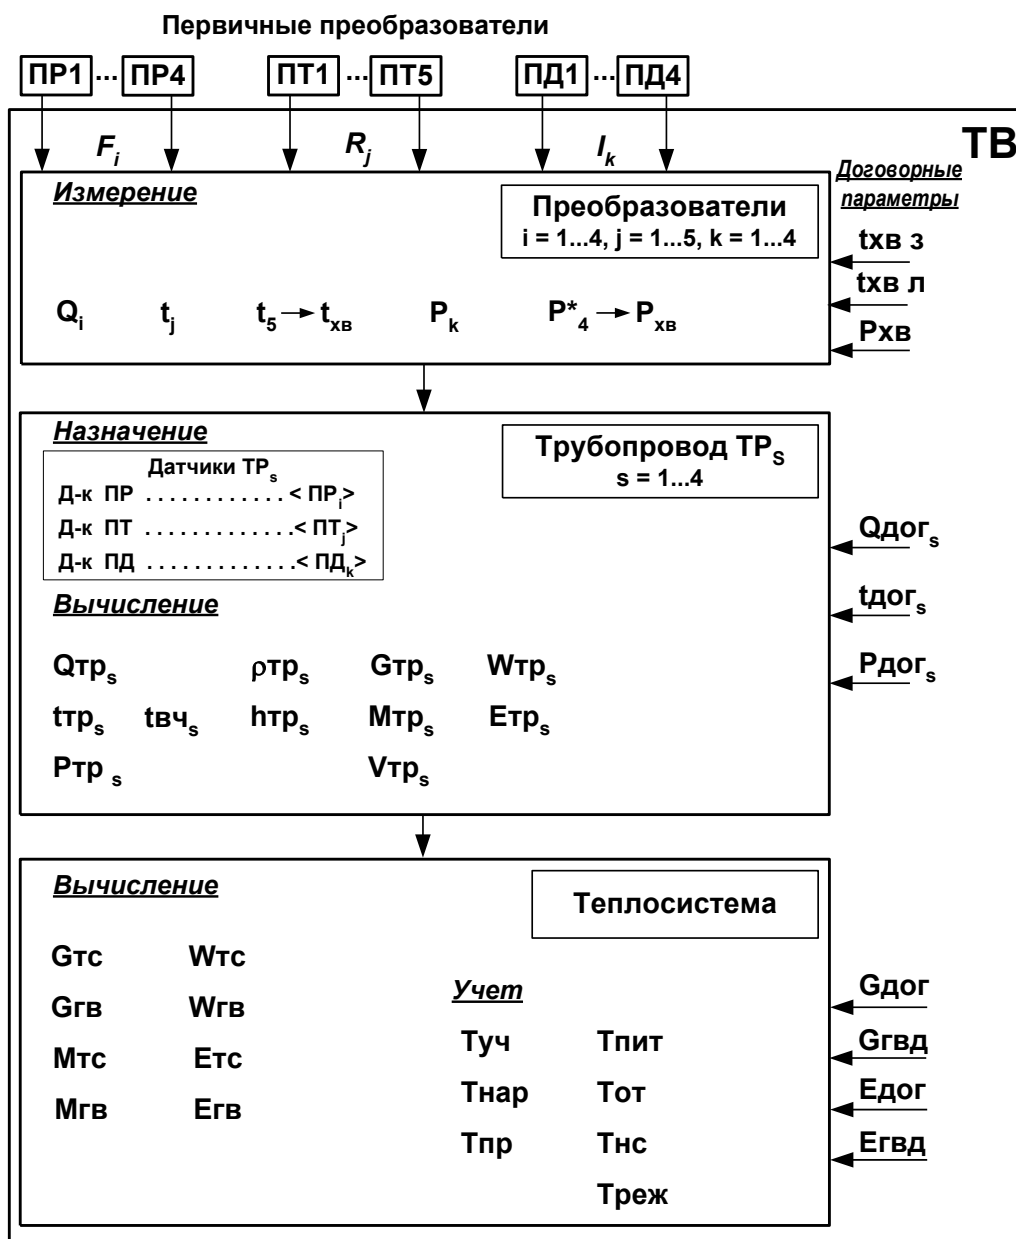 Первичные преобразователи
ПР1 ... ПР4 ПТ1 ... ПТ5 ПД1 ... ПД4
ТВ
F_i R_j I_k
Договорные
параметры
Измерение
Преобразователи
i = 1...4, j = 1...5, k = 1...4
tхв з
tхв л
Pхв
Q_i t_j t_5 → t_хв P_k P*_4 → P_хв
Назначение
Трубопровод ТР_S
s = 1...4
Датчики ТР_s
Д-к ПР . . . . . . . . . . . . < ПР_i>
Д-к ПТ . . . . . . . . . . . . .< ПТ_j>
Д-к ПД . . . . . . . . . . . . .< ПД_k>
Qдог_s
tдог_s
Pдог_s
Вычисление
Qтр_s ρтр_s Gтр_s Wтр_s
tтр_s tвч_s hтр_s Mтр_s Eтр_s
Pтр_s Vтр_s
Вычисление
Теплосистема
Gтс Wтс
Gгв Wгв
Mтс Eтс
Mгв Eгв
Учет
Tуч Tпит
Tнар Tот
Tпр Tнс
Tреж
Gдог
Gгвд
Eдог
Eгвд